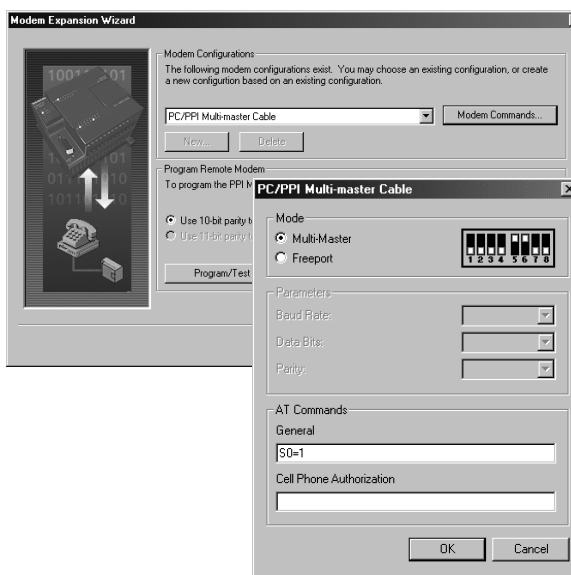 Modem Expansion Wizard
Modem Configurations
The following modem configurations exist. You may choose an existing configuration, or create
a new configurtion based on an existing configuration.
PC/PPI Multi-master Cable
Modem Commands...
New...
Delete
Program Remote Modem
To program the PPI M
Use 10-bit parity
Use 11-bit parity
Program/Test
PC/PPI Multi-master Cable
Mode
Multi-Master
Freeport
1 2 3 4 5 6 7 8
Parameters
Baud Rate:
Data Bits:
Parity:
AT Commands
General
S0=1
Cell Phone Authorization
OK
Cancel